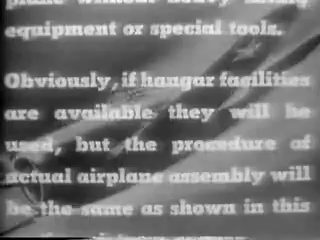 equipment or special tools.
Obviously, if hangar facilities
are available they will be
used, but the procedure of
actual airplane assembly will
be the same as shown in this